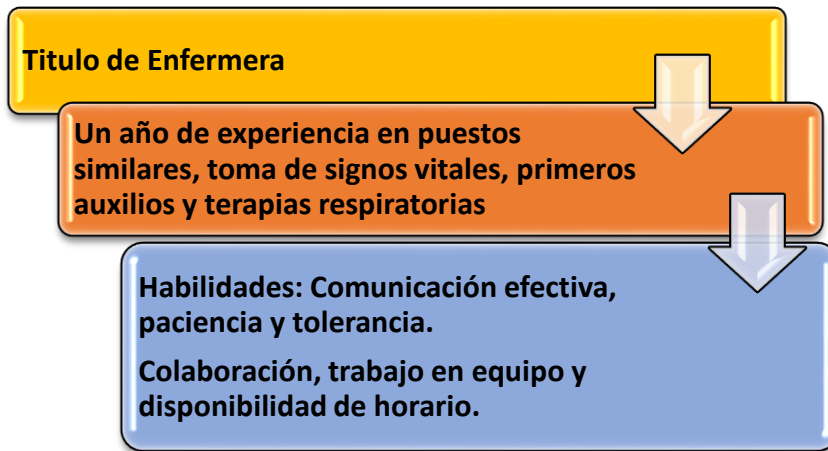 Titulo de Enfermera
Un año de experiencia en puestos
similares, toma de signos vitales, primeros
auxilios y terapias respiratorias
Habilidades: Comunicación efectiva,
paciencia y tolerancia.
Colaboración, trabajo en equipo y
disponibilidad de horario.